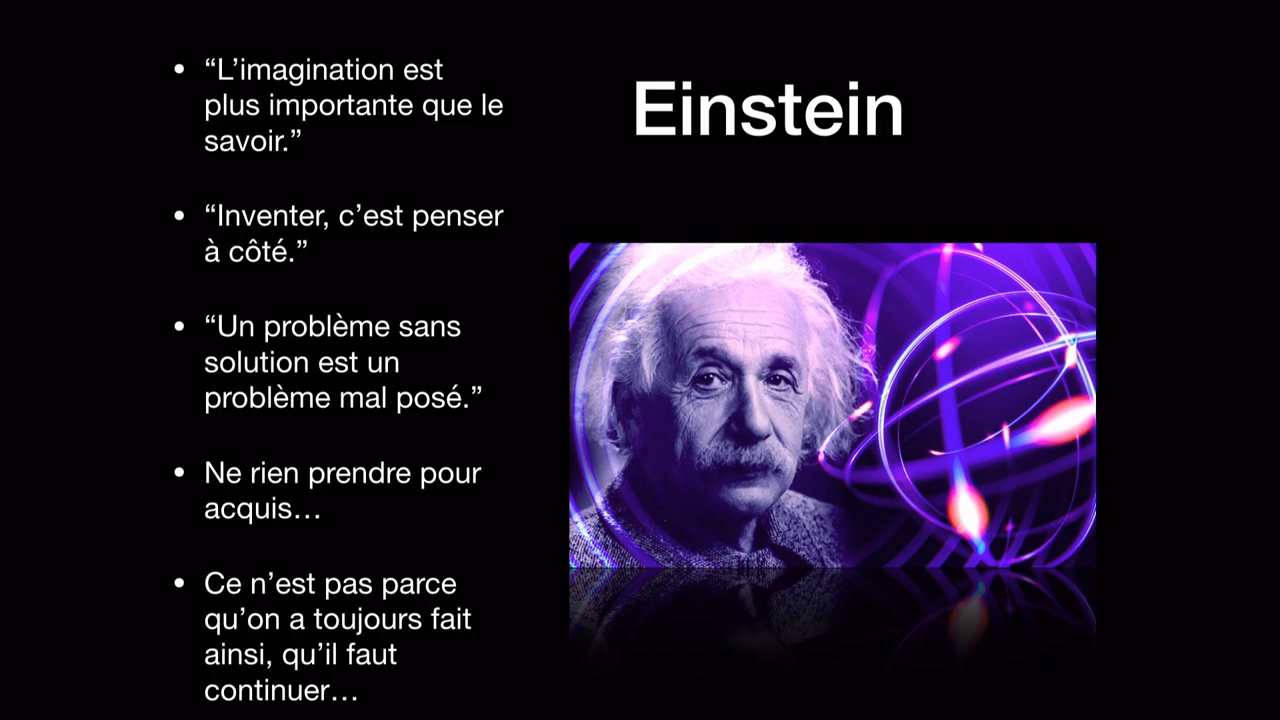 Einstein
• “L’imagination est
plus importante que le
savoir.”
• “Inventer, c’est penser
à côté.”
• “Un problème sans
solution est un
problème mal posé.”
• Ne rien prendre pour
acquis…
• Ce n’est pas parce
qu’on a toujours fait
ainsi, qu’il faut
continuer…